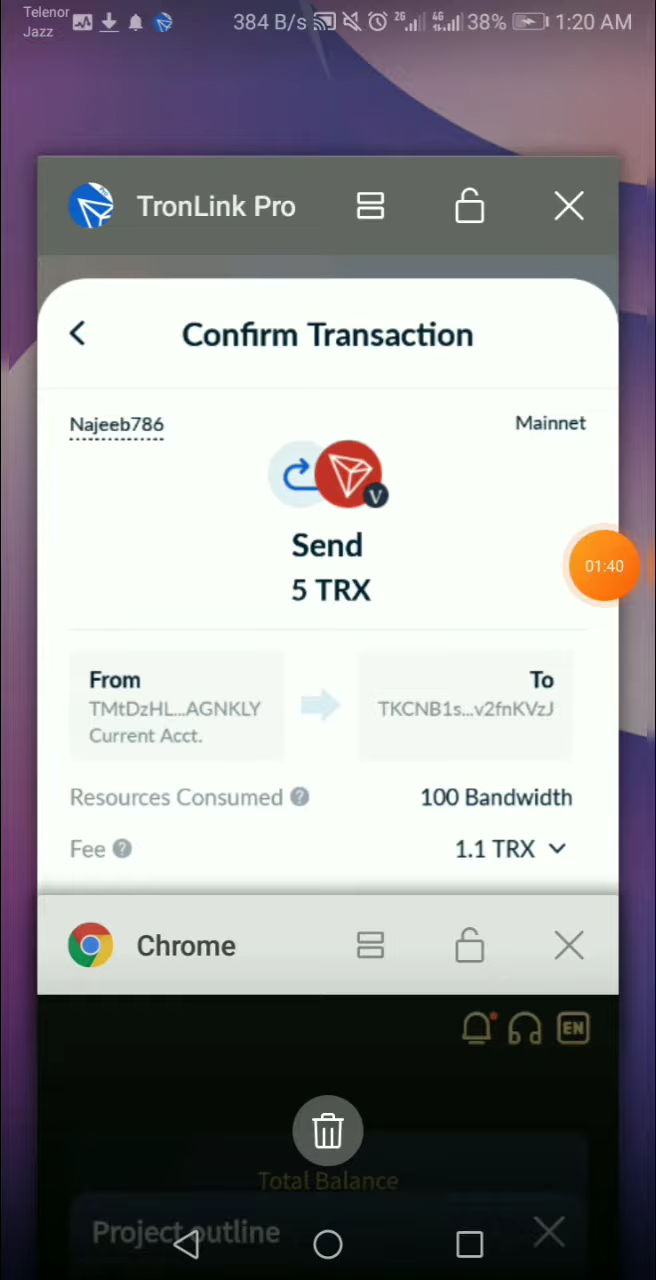 Telenor
Jazz
384 B/s
2G
4G
38%
1:20 AM
TronLink Pro
Confirm Transaction
Najeeb786
Mainnet
V
Send
5 TRX
01:40
From
To
TMtDzHL...AGNKLY
TKCNB1s...v2fnKVzJ
Current Acct.
Resources Consumed ?
100 Bandwidth
Fee ?
1.1 TRX
Chrome
EN
Total Balance
Project outline